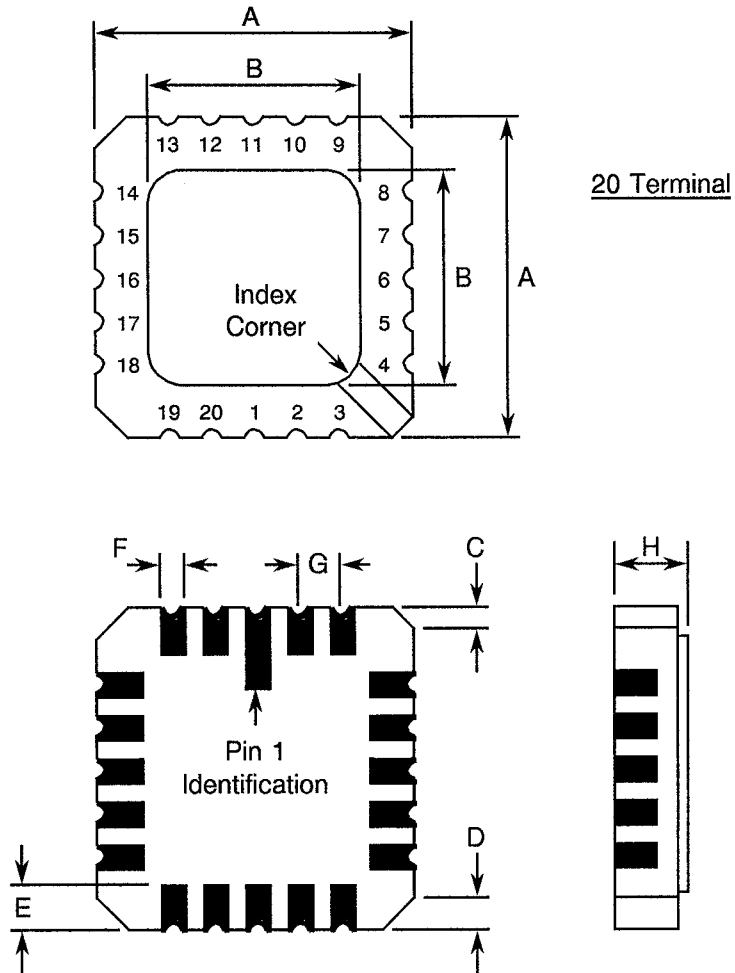 A
B
13 12 11 10 9
14 8
15 7
16 6
17 5
18 4
19 20 1 2 3
Index
Corner
B
A
20 Terminal
F
G
C
H
Pin 1
Identification
D
E